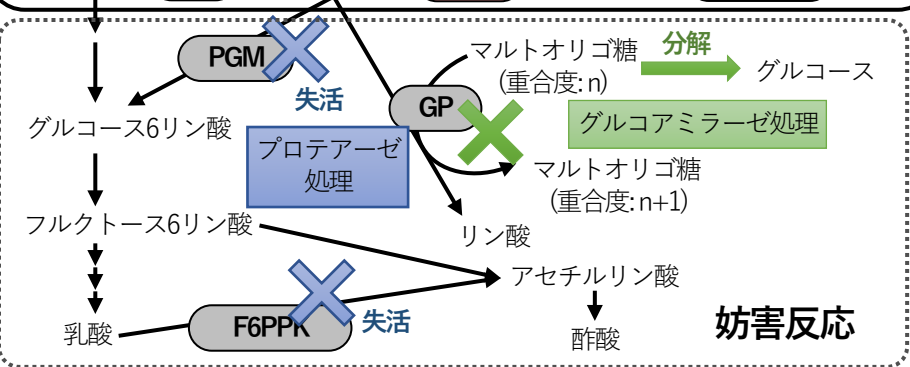 PGM
失活
マルトオリゴ糖
(重合度: n)
分解
グルコース
GP
グルコアミラーゼ処理
グルコース6リン酸
プロテアーゼ
処理
マルトオリゴ糖
(重合度: n+1)
フルクトース6リン酸
リン酸
アセチルリン酸
乳酸
F6PPK
失活
酢酸
妨害反応